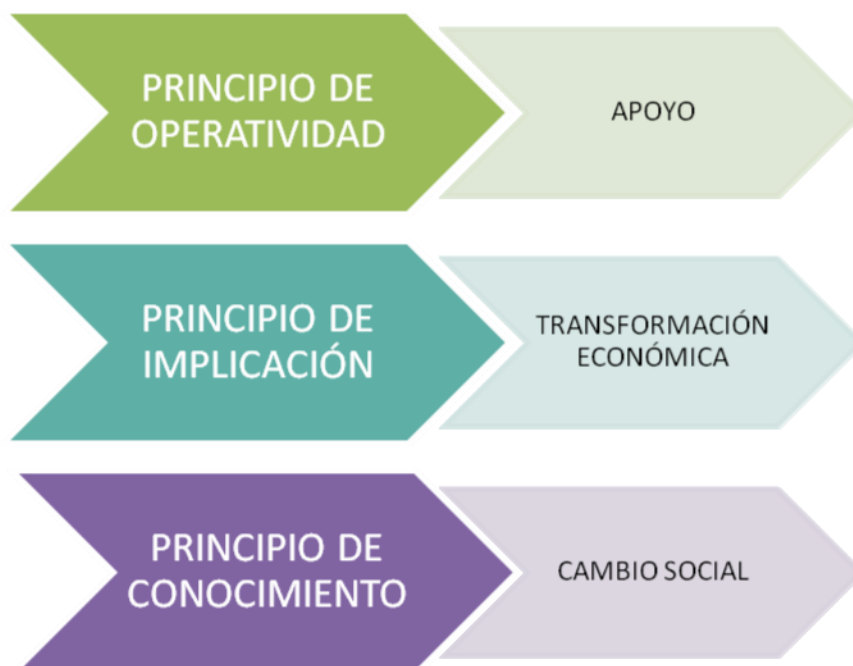 PRINCIPIO DE
OPERATIVIDAD
APOYO
PRINCIPIO DE
IMPLICACIÓN
TRANSFORMACIÓN
ECONÓMICA
PRINCIPIO DE
CONOCIMIENTO
CAMBIO SOCIAL